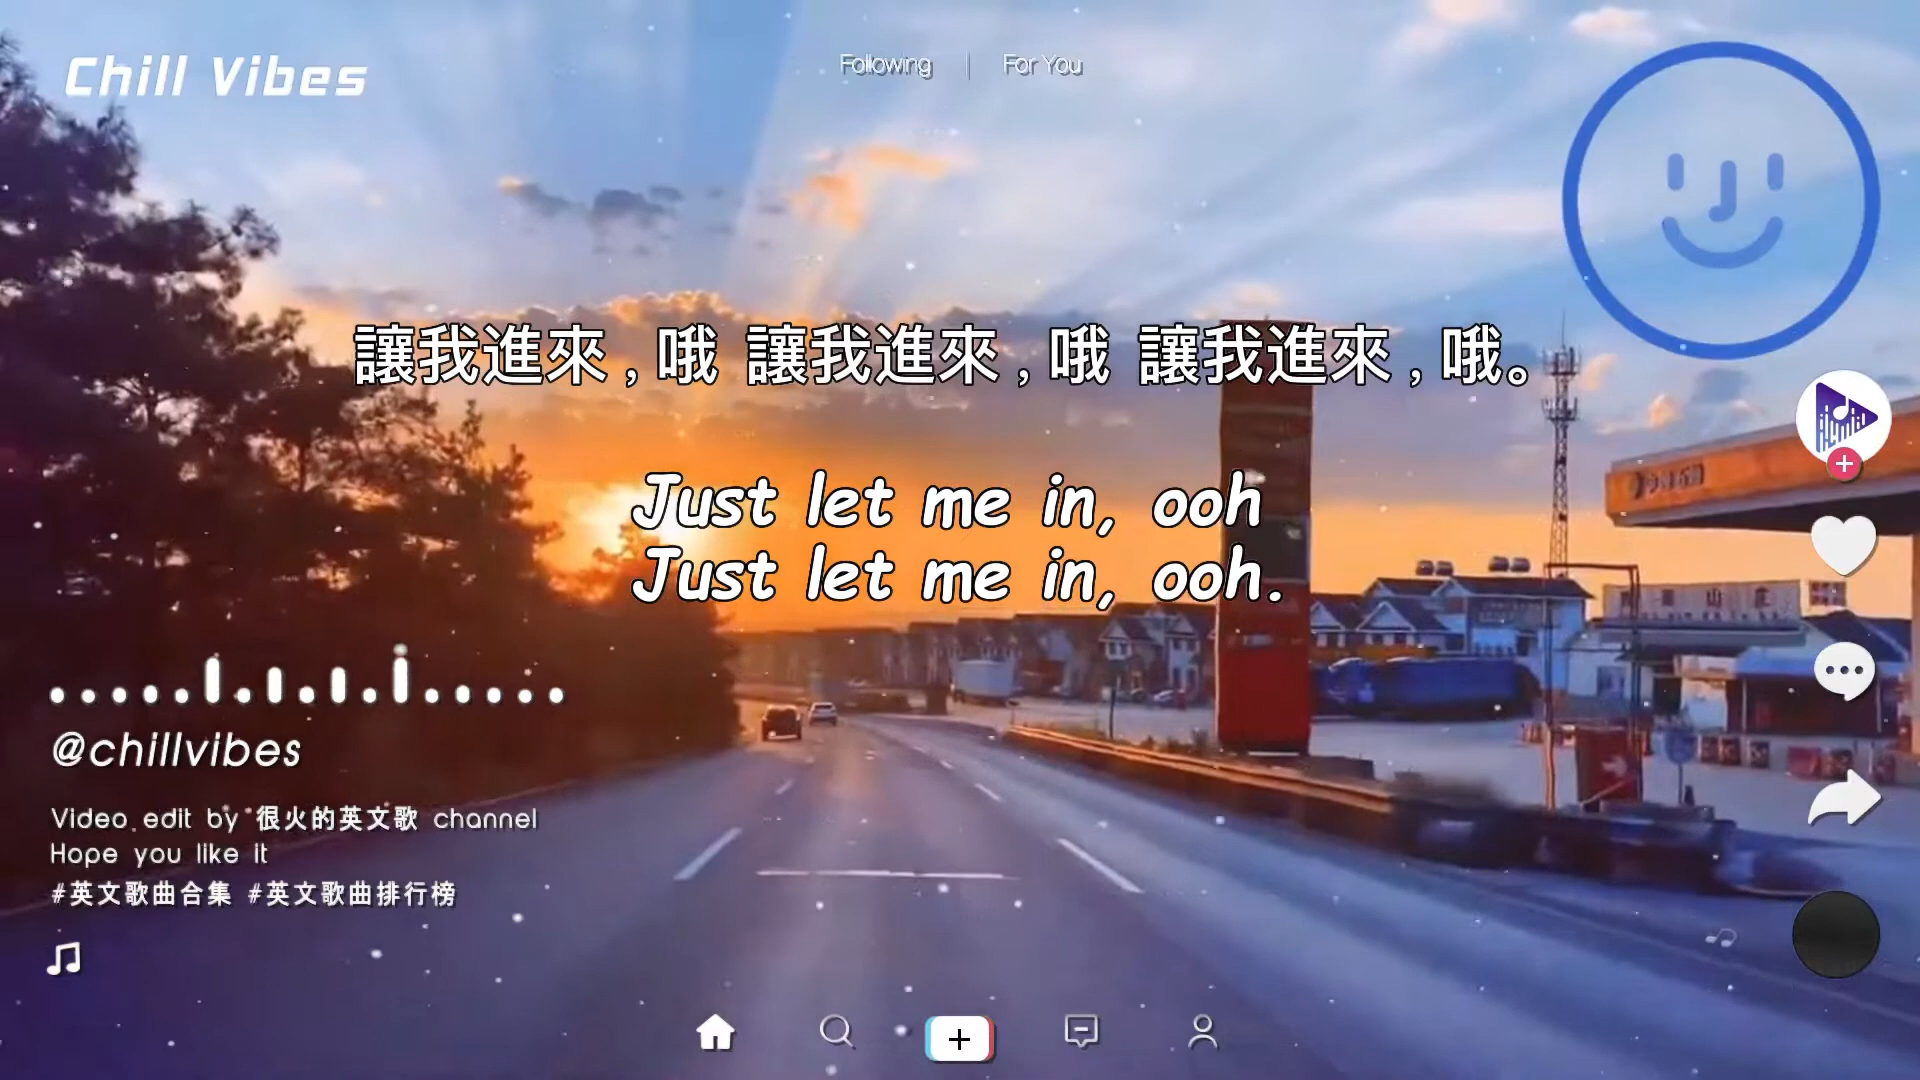 Chill Vibes
Following | For You
讓我進來，哦 讓我進來，哦 讓我進來，哦。
Just let me in, ooh
Just let me in, ooh.
@chillvibes
Video edit by 很火的英文歌 channel
Hope you like it
#英文歌曲合集 #英文歌曲排行榜